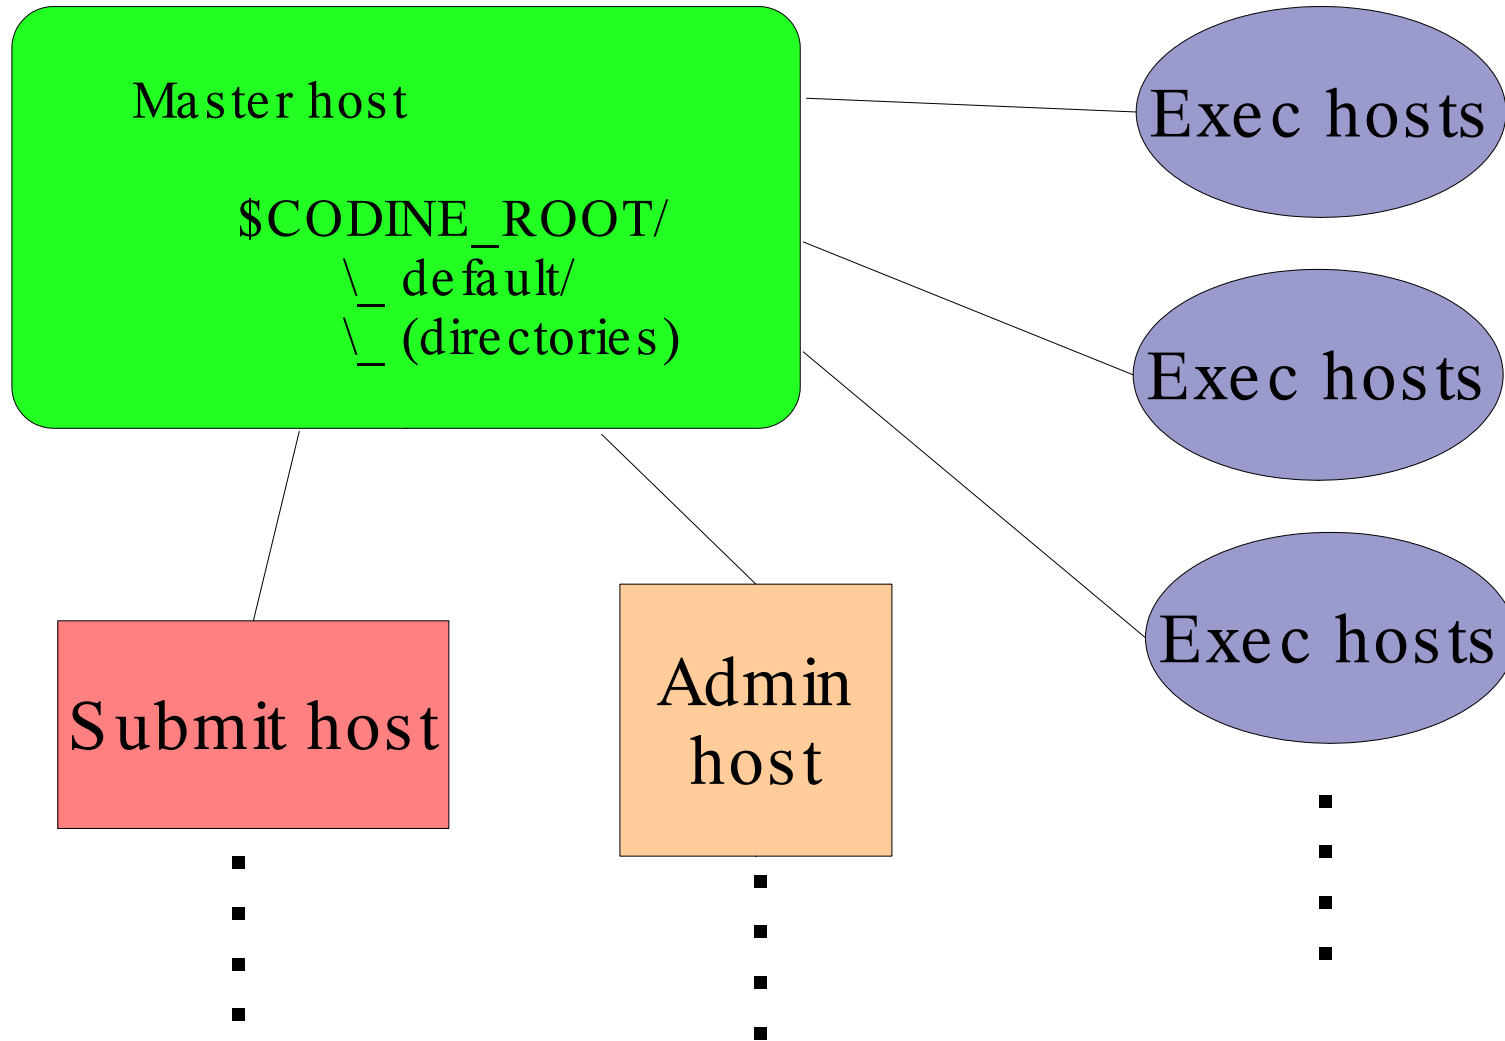 Master host
$CODINE_ROOT/
\_ default/
\_ (directories)
Exec hosts
Exec hosts
Exec hosts
Submit host
Admin
host